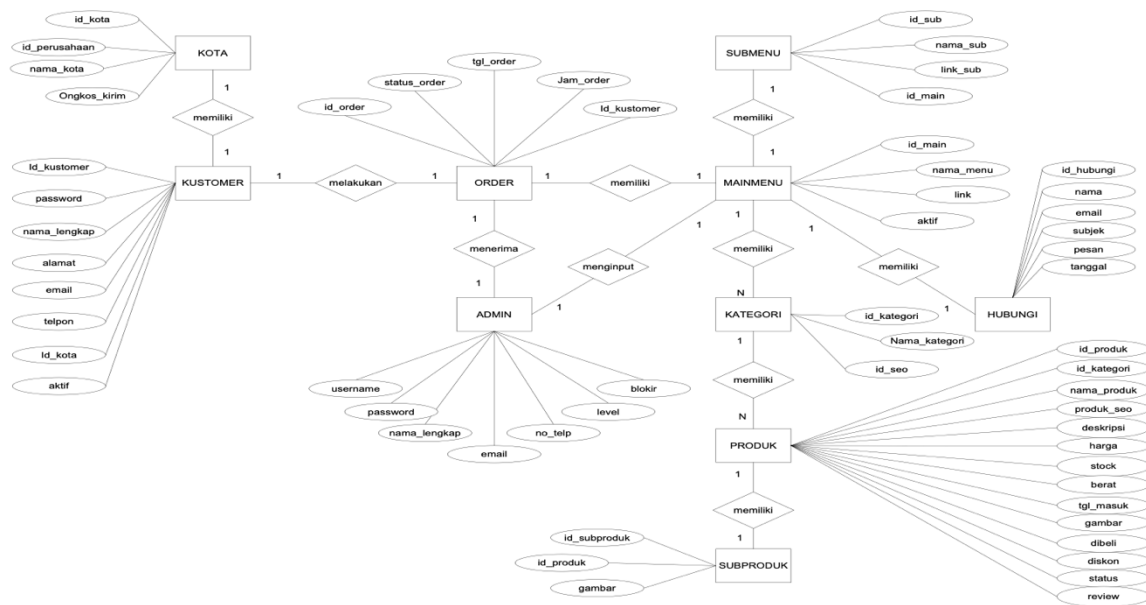 id_kota
id_perusahaan
nama_kota
Ongkos_kirim
KOTA
1
memiliki
1
Id_kustomer
password
nama_lengkap
alamat
email
telpon
Id_kota
aktif
KUSTOMER
1
melakukan
1
id_order
status_order
tgl_order
Jam_order
Id_kustomer
ORDER
1
memiliki
1
1
menerima
1
ADMIN
username
password
nama_lengkap
email
no_telp
level
blokir
1
menginput
1
SUBMENU
id_sub
nama_sub
link_sub
id_main
1
memiliki
1
MAINMENU
id_main
nama_menu
link
aktif
1
memiliki
N
1
memiliki
1
HUBUNGI
id_hubungi
nama
email
subjek
pesan
tanggal
KATEGORI
id_kategori
Nama_kategori
id_seo
1
memiliki
N
PRODUK
id_produk
id_kategori
nama_produk
produk_seo
deskripsi
harga
stock
berat
tgl_masuk
gambar
dibeli
diskon
status
review
1
memiliki
1
SUBPRODUK
id_subproduk
id_produk
gambar